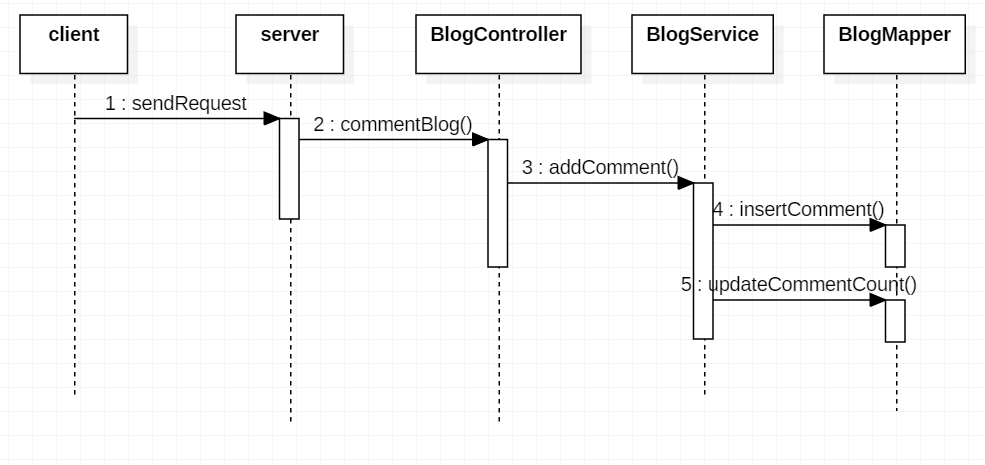 client
server
BlogController
BlogService
BlogMapper
1 : sendRequest
2 : commentBlog()
3 : addComment()
4 : insertComment()
5 : updateCommentCount()